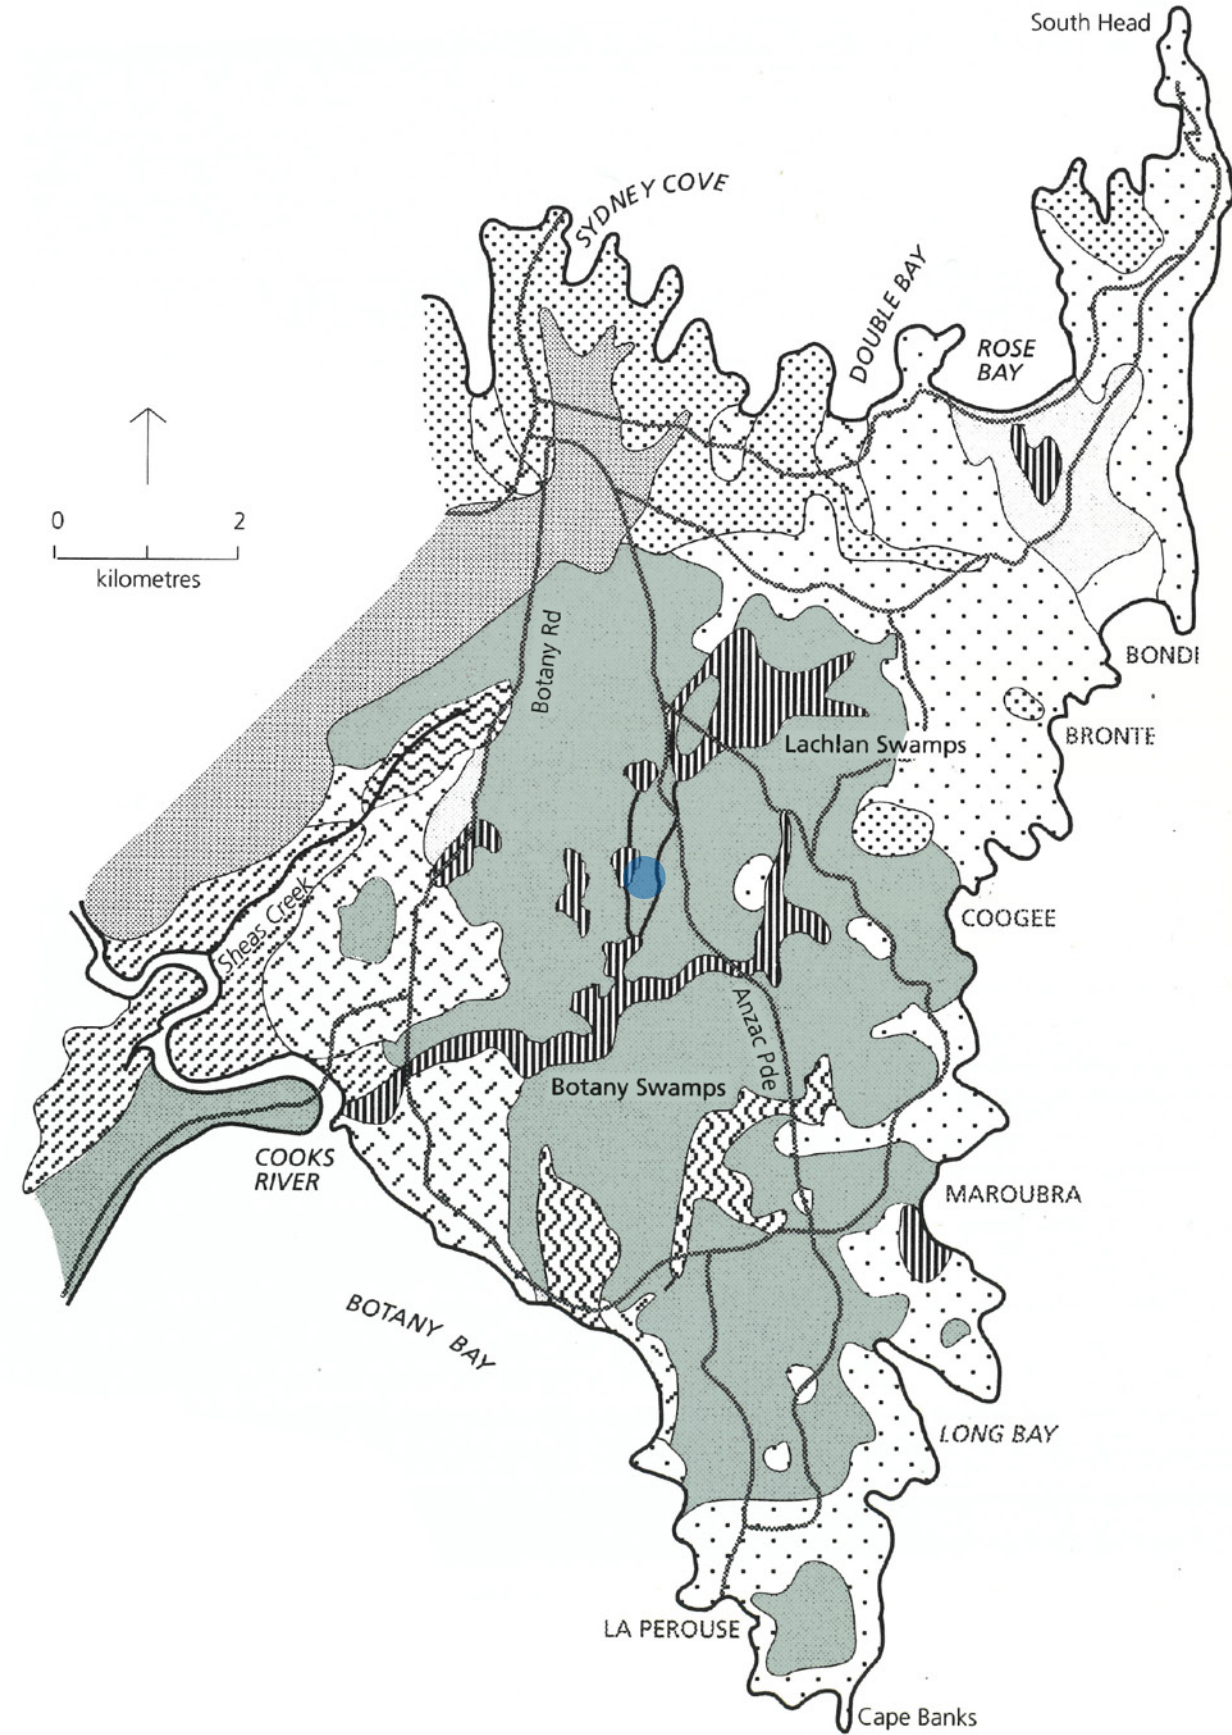 South Head
SYDNEY COVE
DOUBLE BAY
ROSE
BAY
0 2
kilometres
Botany Rd
BONDI
BRONTE
Lachlan Swamps
Sheas Creek
COOGEE
Anzac Pde
Botany Swamps
COOKS
RIVER
MAROUBRA
BOTANY BAY
LONG BAY
LA PEROUSE
Cape Banks